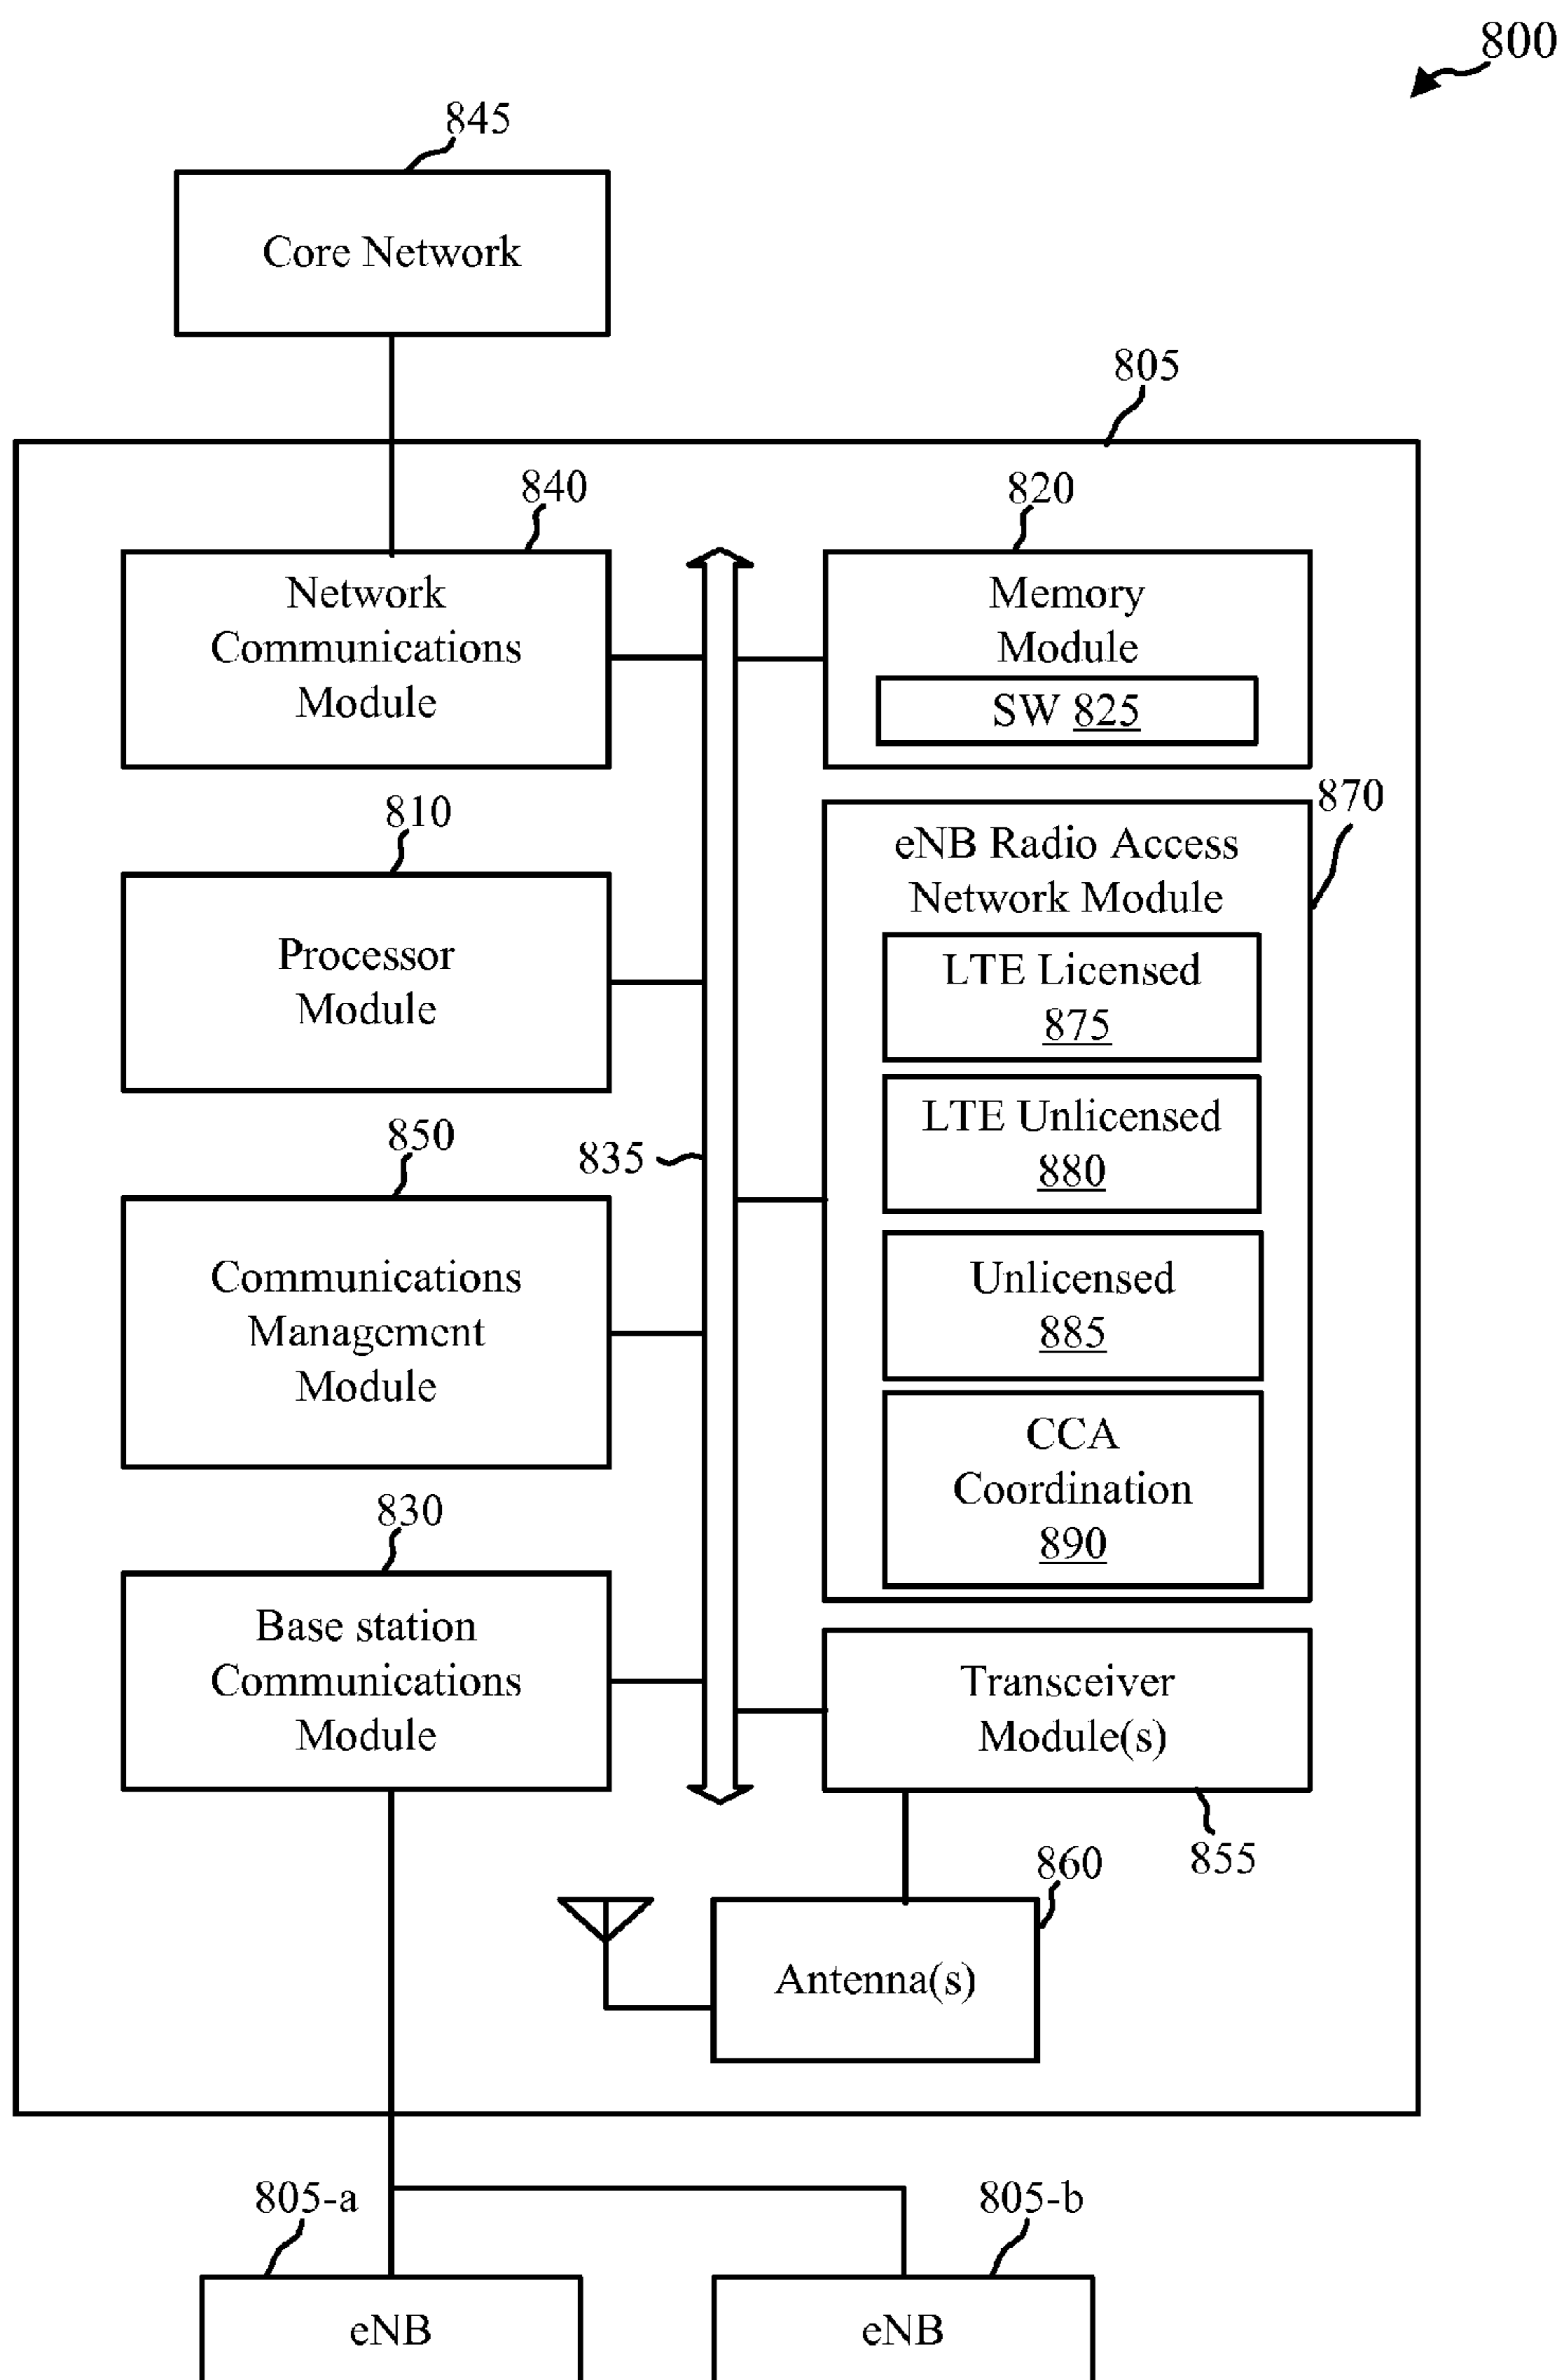 800
845
Core Network
805
840
820
Network
Communications
Module
Memory
Module
SW 825
810
870
Processor
Module
eNB Radio Access
Network Module
LTE Licensed
875
LTE Unlicensed
880
850
835
Communications
Management
Module
Unlicensed
885
CCA
Coordination
890
830
Base station
Communications
Module
Transceiver
Module(s)
855
860
Antenna(s)
805-a
805-b
eNB
eNB